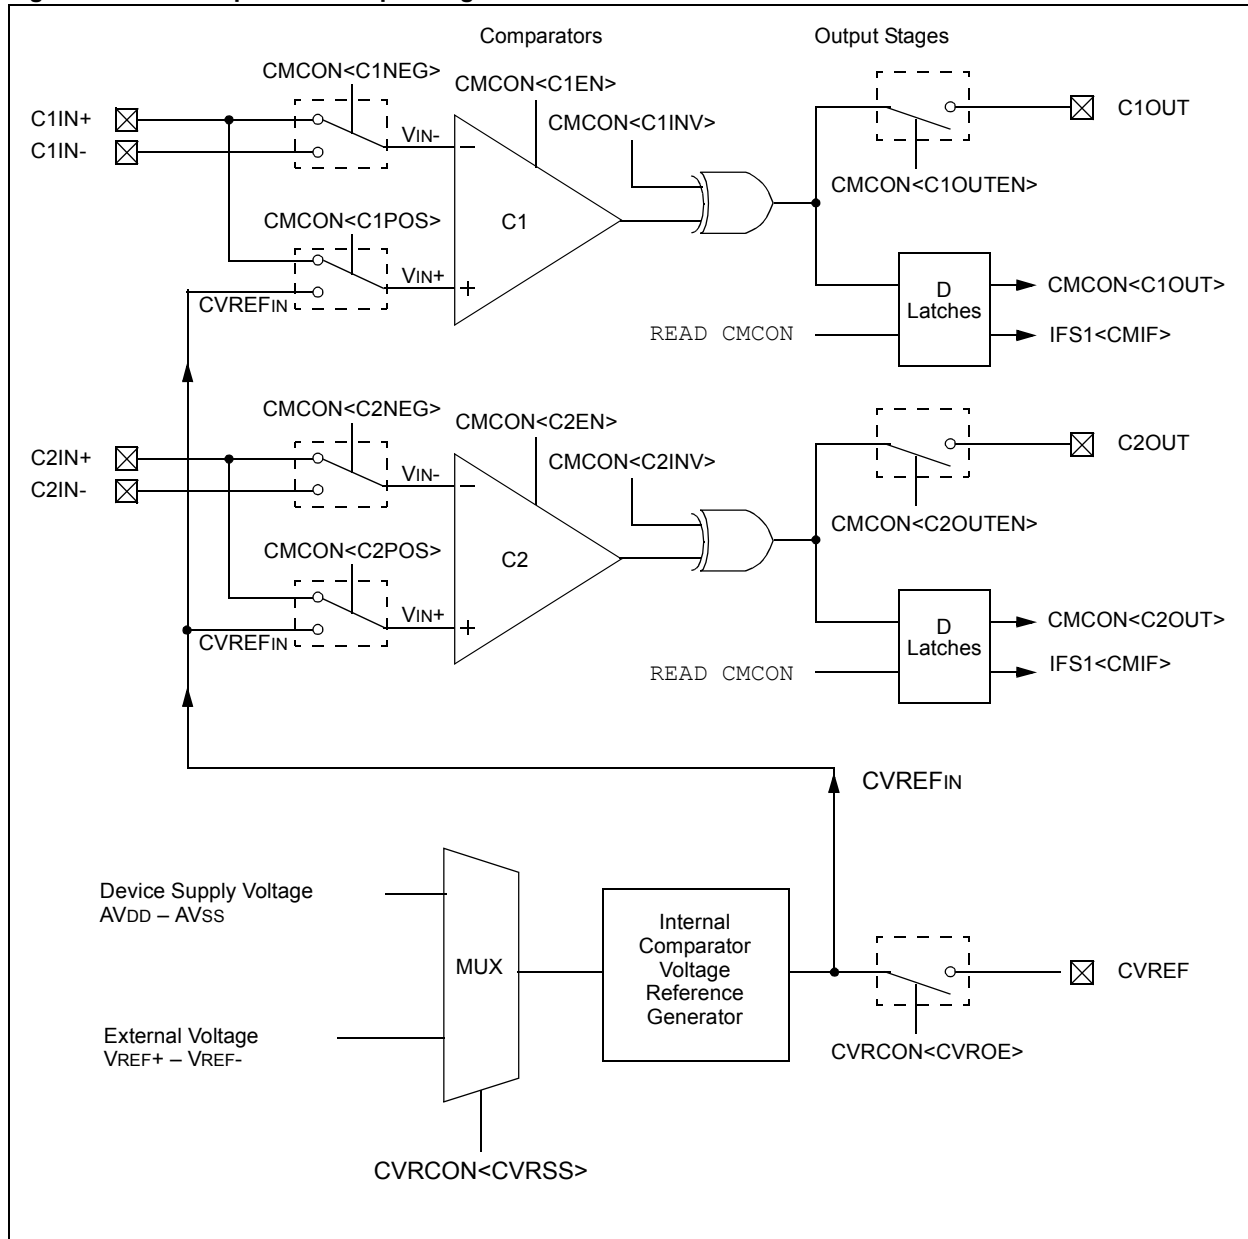 Comparators
Output Stages
CMCON<C1NEG>
CMCON<C1EN>
CMCON<C1INV>
C1IN+
C1IN-
VIN-
C1OUT
CMCON<C1OUTEN>
CMCON<C1POS>
C1
VIN+
CVREFIN
D
Latches
CMCON<C1OUT>
IFS1<CMIF>
READ CMCON
CMCON<C2NEG>
CMCON<C2EN>
CMCON<C2INV>
C2IN+
C2IN-
VIN-
C2OUT
CMCON<C2OUTEN>
CMCON<C2POS>
C2
VIN+
CVREFIN
D
Latches
CMCON<C2OUT>
IFS1<CMIF>
READ CMCON
CVREFIN
Device Supply Voltage
AVDD – AVSS
MUX
Internal
Comparator
Voltage
Reference
Generator
CVREF
External Voltage
VREF+ – VREF-
CVRCON<CVROE>
CVRCON<CVRSS>